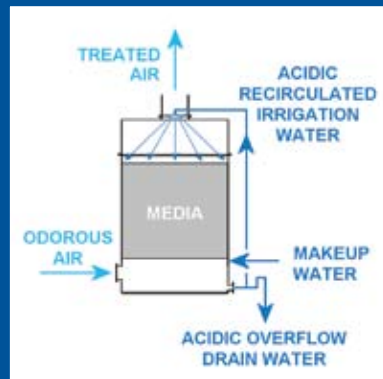 TREATED
AIR
ACIDIC
RECIRCULATED
IRRIGATION
WATER
MEDIA
ODOROUS
AIR
MAKEUP
WATER
ACIDIC OVERFLOW
DRAIN WATER